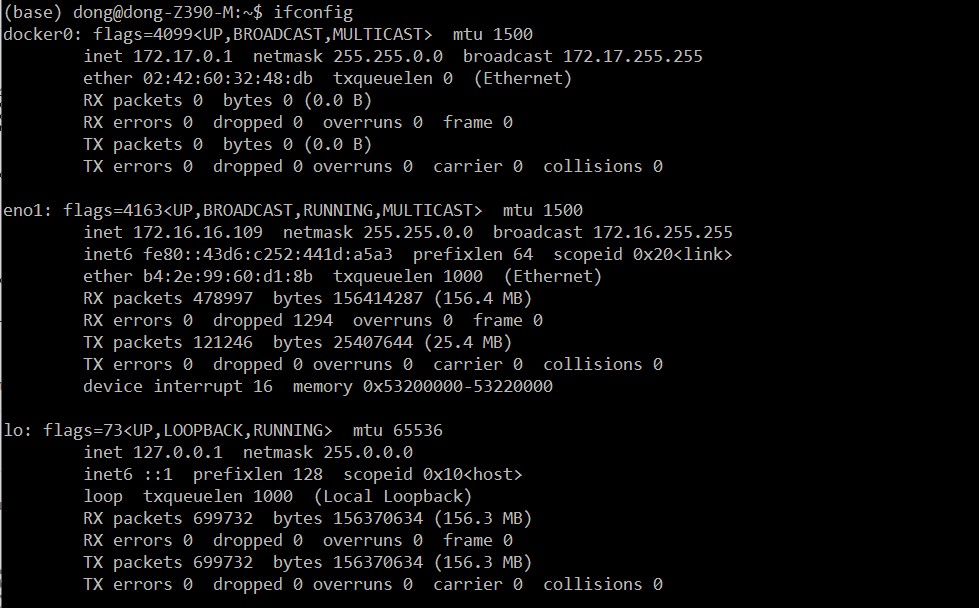 (base) dong@dong-Z390-M:~$ ifconfig
docker0: flags=4099<UP,BROADCAST,MULTICAST>  mtu 1500
        inet 172.17.0.1  netmask 255.255.0.0  broadcast 172.17.255.255
        ether 02:42:60:32:48:db  txqueuelen 0  (Ethernet)
        RX packets 0  bytes 0 (0.0 B)
        RX errors 0  dropped 0  overruns 0  frame 0
        TX packets 0  bytes 0 (0.0 B)
        TX errors 0  dropped 0 overruns 0  carrier 0  collisions 0

eno1: flags=4163<UP,BROADCAST,RUNNING,MULTICAST>  mtu 1500
        inet 172.16.16.109  netmask 255.255.0.0  broadcast 172.16.255.255
        inet6 fe80::43d6:c252:441d:a5a3  prefixlen 64  scopeid 0x20<link>
        ether b4:2e:99:60:d1:8b  txqueuelen 1000  (Ethernet)
        RX packets 478997  bytes 156414287 (156.4 MB)
        RX errors 0  dropped 1294  overruns 0  frame 0
        TX packets 121246  bytes 25407644 (25.4 MB)
        TX errors 0  dropped 0 overruns 0  carrier 0  collisions 0
        device interrupt 16  memory 0x53200000-53220000

lo: flags=73<UP,LOOPBACK,RUNNING>  mtu 65536
        inet 127.0.0.1  netmask 255.0.0.0
        inet6 ::1  prefixlen 128  scopeid 0x10<host>
        loop  txqueuelen 1000  (Local Loopback)
        RX packets 699732  bytes 156370634 (156.3 MB)
        RX errors 0  dropped 0  overruns 0  frame 0
        TX packets 699732  bytes 156370634 (156.3 MB)
        TX errors 0  dropped 0 overruns 0  carrier 0  collisions 0